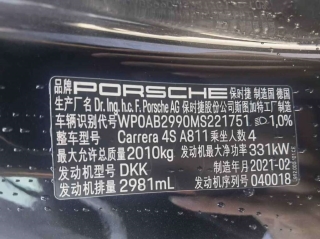 品牌 PORSCHE 保时捷 制造国 德国
生产厂名 Dr. Ing. h.c. F. Porsche AG 保时捷股份公司斯图加特工厂制造
车辆识别代号 WP0AB2990MS221751 1,0%
整车型号 Carrera 4S A811 乘坐人数 4
最大允许总质量 2010kg 发动机最大净功率 331kW
发动机型号 DKK 制造年月 2021-02
发动机排量 2981mL 发动机序列号 040018